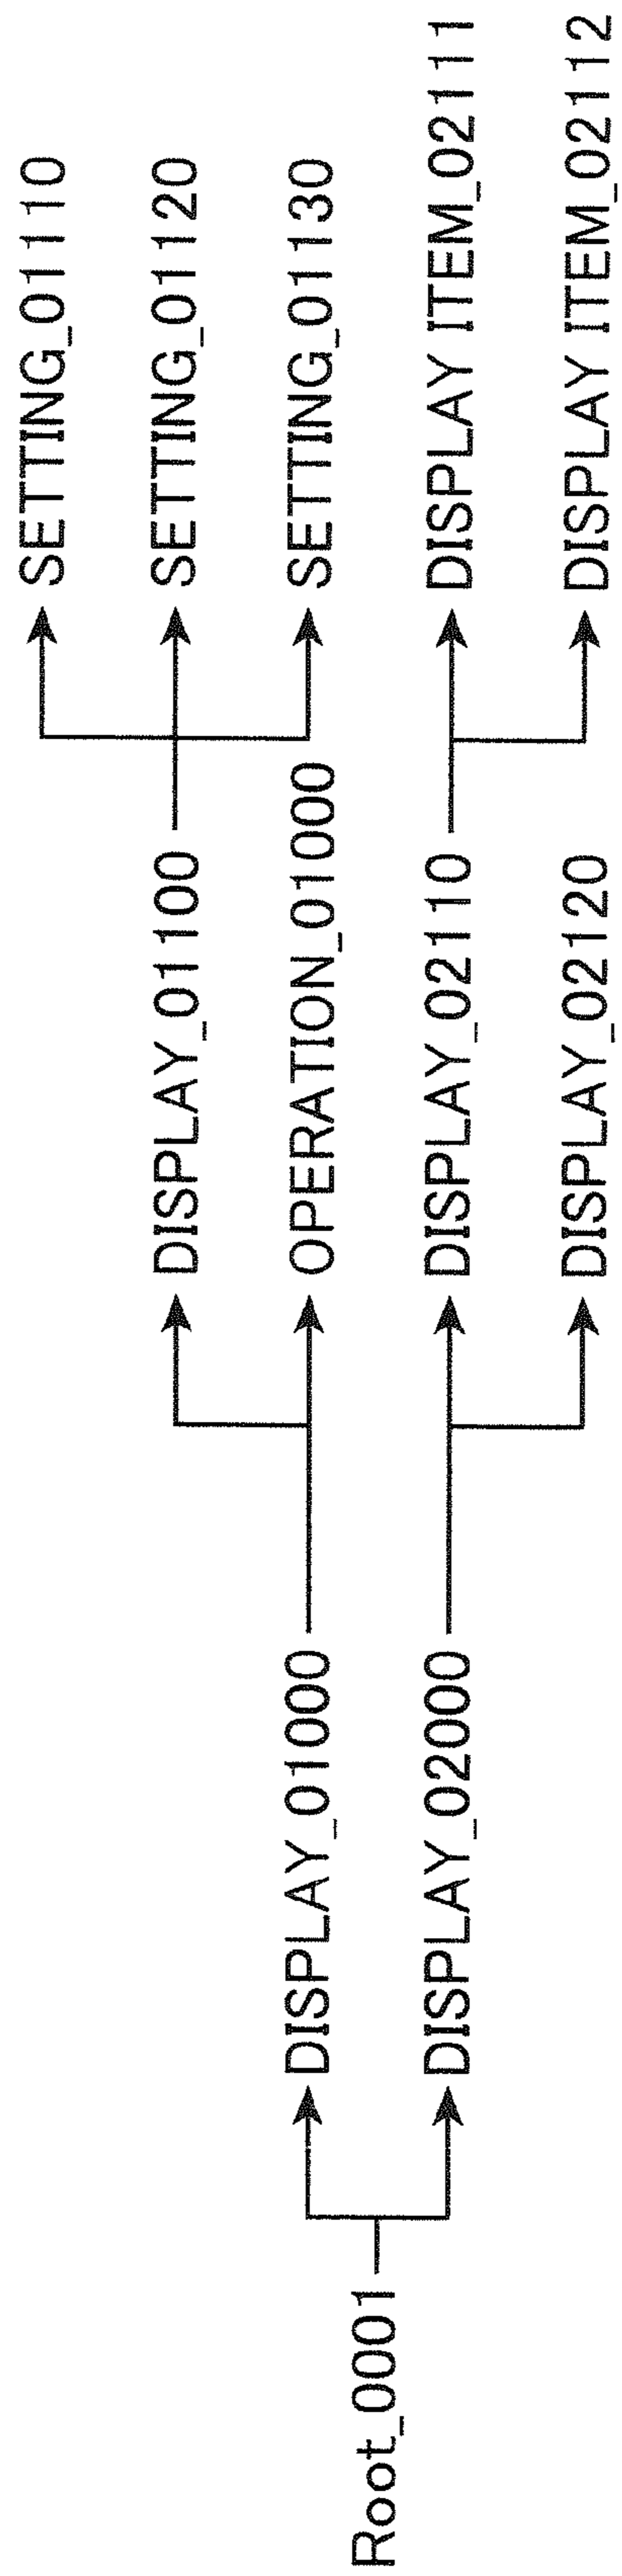 Root_0001
DISPLAY_01000
DISPLAY_02000
DISPLAY_01100
OPERATION_01000
DISPLAY_02110
DISPLAY_02120
SETTING_01110
SETTING_01120
SETTING_01130
DISPLAY ITEM_02111
DISPLAY ITEM_02112